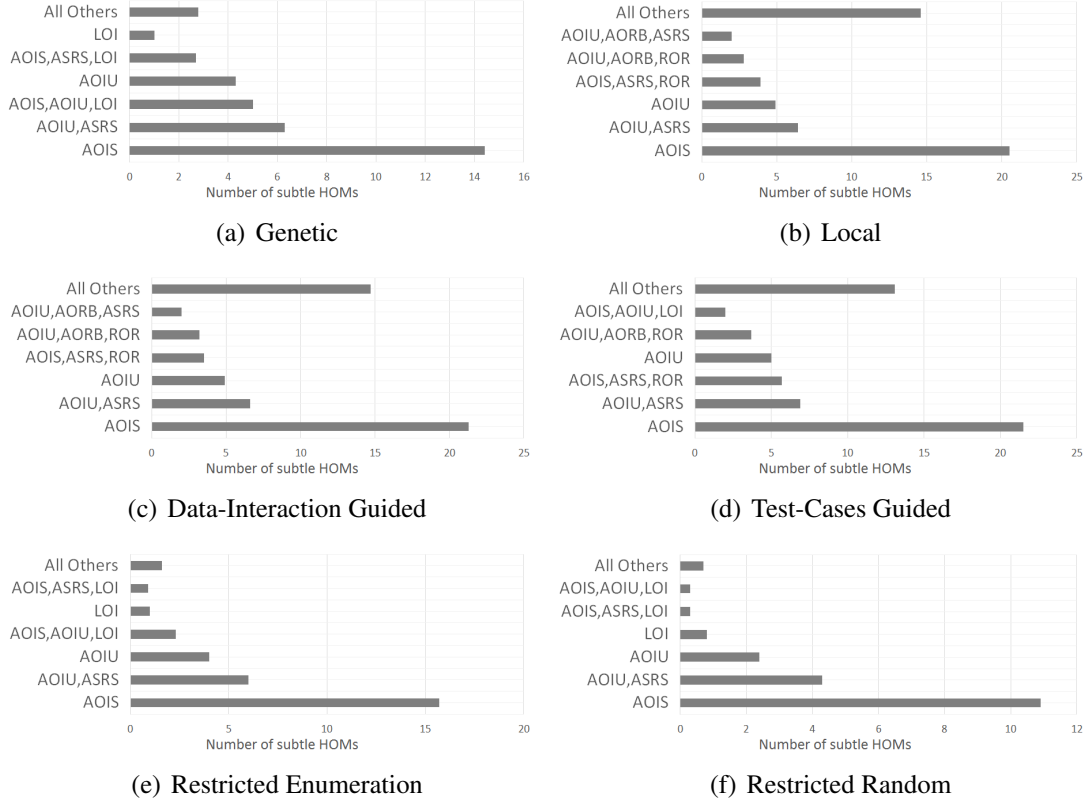 All Others
LOI
AOIS,ASRS,LOI
AOIU
AOIS,AOIU,LOI
AOIU,ASRS
AOIS
0 2 4 6 8 10 12 14 16
Number of subtle HOMs
(a) Genetic
All Others
AOIU,AORB,ASRS
AOIU,AORB,ROR
AOIS,ASRS,ROR
AOIU
AOIU,ASRS
AOIS
0 5 10 15 20 25
Number of subtle HOMs
(b) Local
All Others
AOIU,AORB,ASRS
AOIU,AORB,ROR
AOIS,ASRS,ROR
AOIU
AOIU,ASRS
AOIS
0 5 10 15 20 25
Number of subtle HOMs
(c) Data-Interaction Guided
All Others
AOIS,AOIU,LOI
AOIU,AORB,ROR
AOIU
AOIS,ASRS,ROR
AOIU,ASRS
AOIS
0 5 10 15 20 25
Number of subtle HOMs
(d) Test-Cases Guided
All Others
AOIS,ASRS,LOI
LOI
AOIS,AOIU,LOI
AOIU
AOIU,ASRS
AOIS
0 5 10 15 20
Number of subtle HOMs
(e) Restricted Enumeration
All Others
AOIS,AOIU,LOI
AOIS,ASRS,LOI
LOI
AOIU
AOIU,ASRS
AOIS
0 2 4 6 8 10 12
Number of subtle HOMs
(f) Restricted Random